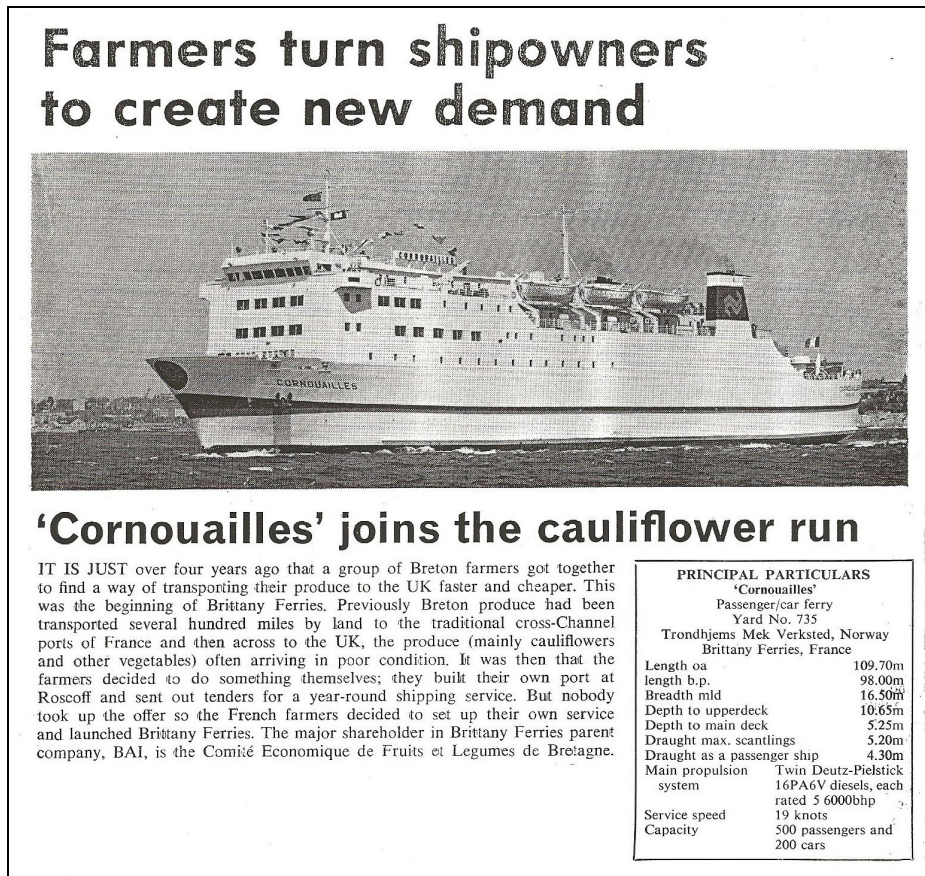 Farmers turn shipowners
to create new demand
CORNOUAILLES
CORNOUAILLES
'Cornouailles' joins the cauliflower run
IT IS JUST over four years ago that a group of Breton farmers got together
to find a way of transporting their produce to the UK faster and cheaper. This
was the beginning of Brittany Ferries. Previously Breton produce had been
transported several hundred miles by land to the traditional cross-Channel
ports of France and then across to the UK, the produce (mainly cauliflowers
and other vegetables) often arriving in poor condition. It was then that the
farmers decided to do something themselves; they built their own port at
Roscoff and sent out tenders for a year-round shipping service. But nobody
took up the offer so the French farmers decided to set up their own service
and launched Brittany Ferries. The major shareholder in Brittany Ferries parent
company, BAI, is the Comité Economique de Fruits et Legumes de Bretagne.
PRINCIPAL PARTICULARS
'Cornouailles'
Passenger/car ferry
Yard No. 735
Trondhjems Mek Verksted, Norway
Brittany Ferries, France
Length oa 109.70m
length b.p. 98.00m
Breadth mld 16.50m
Depth to upperdeck 10.65m
Depth to main deck 5.25m
Draught max. scantlings 5.20m
Draught as a passenger ship 4.30m
Main propulsion Twin Deutz-Pielstick
system 16PA6V diesels, each
rated 5 6000bhp
Service speed 19 knots
Capacity 500 passengers and
200 cars